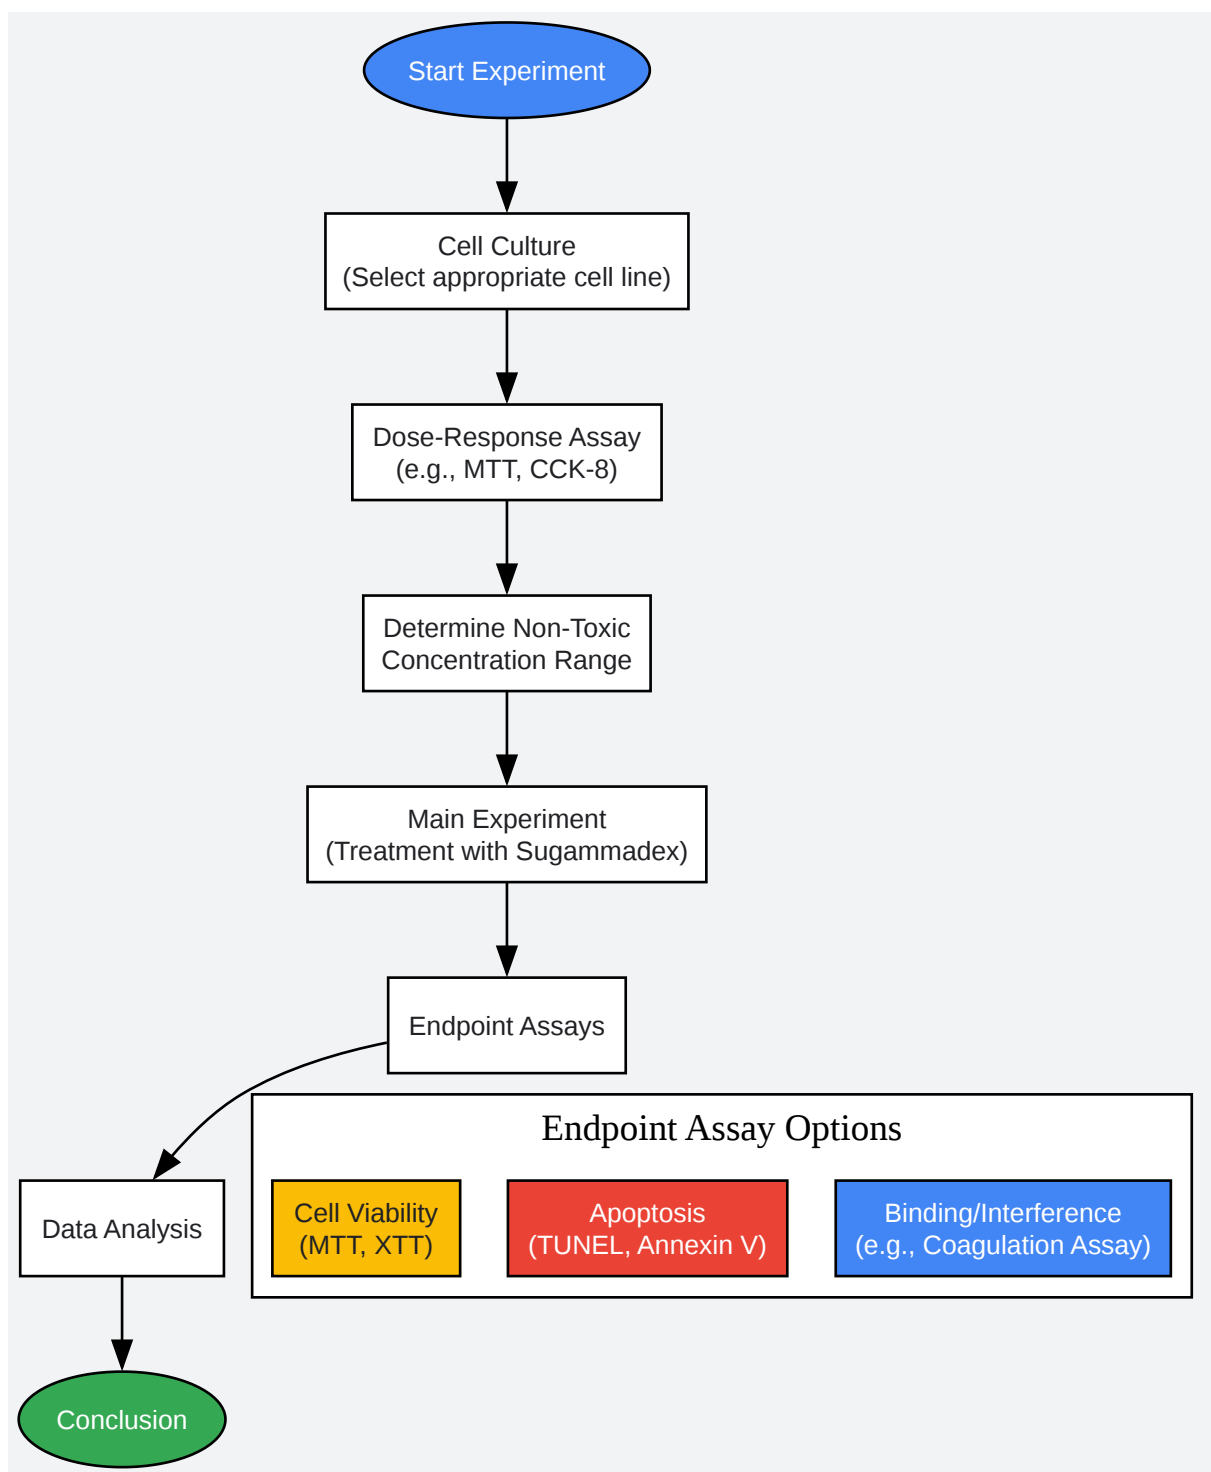 Start Experiment
Cell Culture
(Select appropriate cell line)
Dose-Response Assay
(e.g., MTT, CCK-8)
Determine Non-Toxic
Concentration Range
Main Experiment
(Treatment with Sugammadex)
Endpoint Assays
Endpoint Assay Options
Data Analysis
Cell Viability
(MTT, XTT)
Apoptosis
(TUNEL, Annexin V)
Binding/Interference
(e.g., Coagulation Assay)
Conclusion